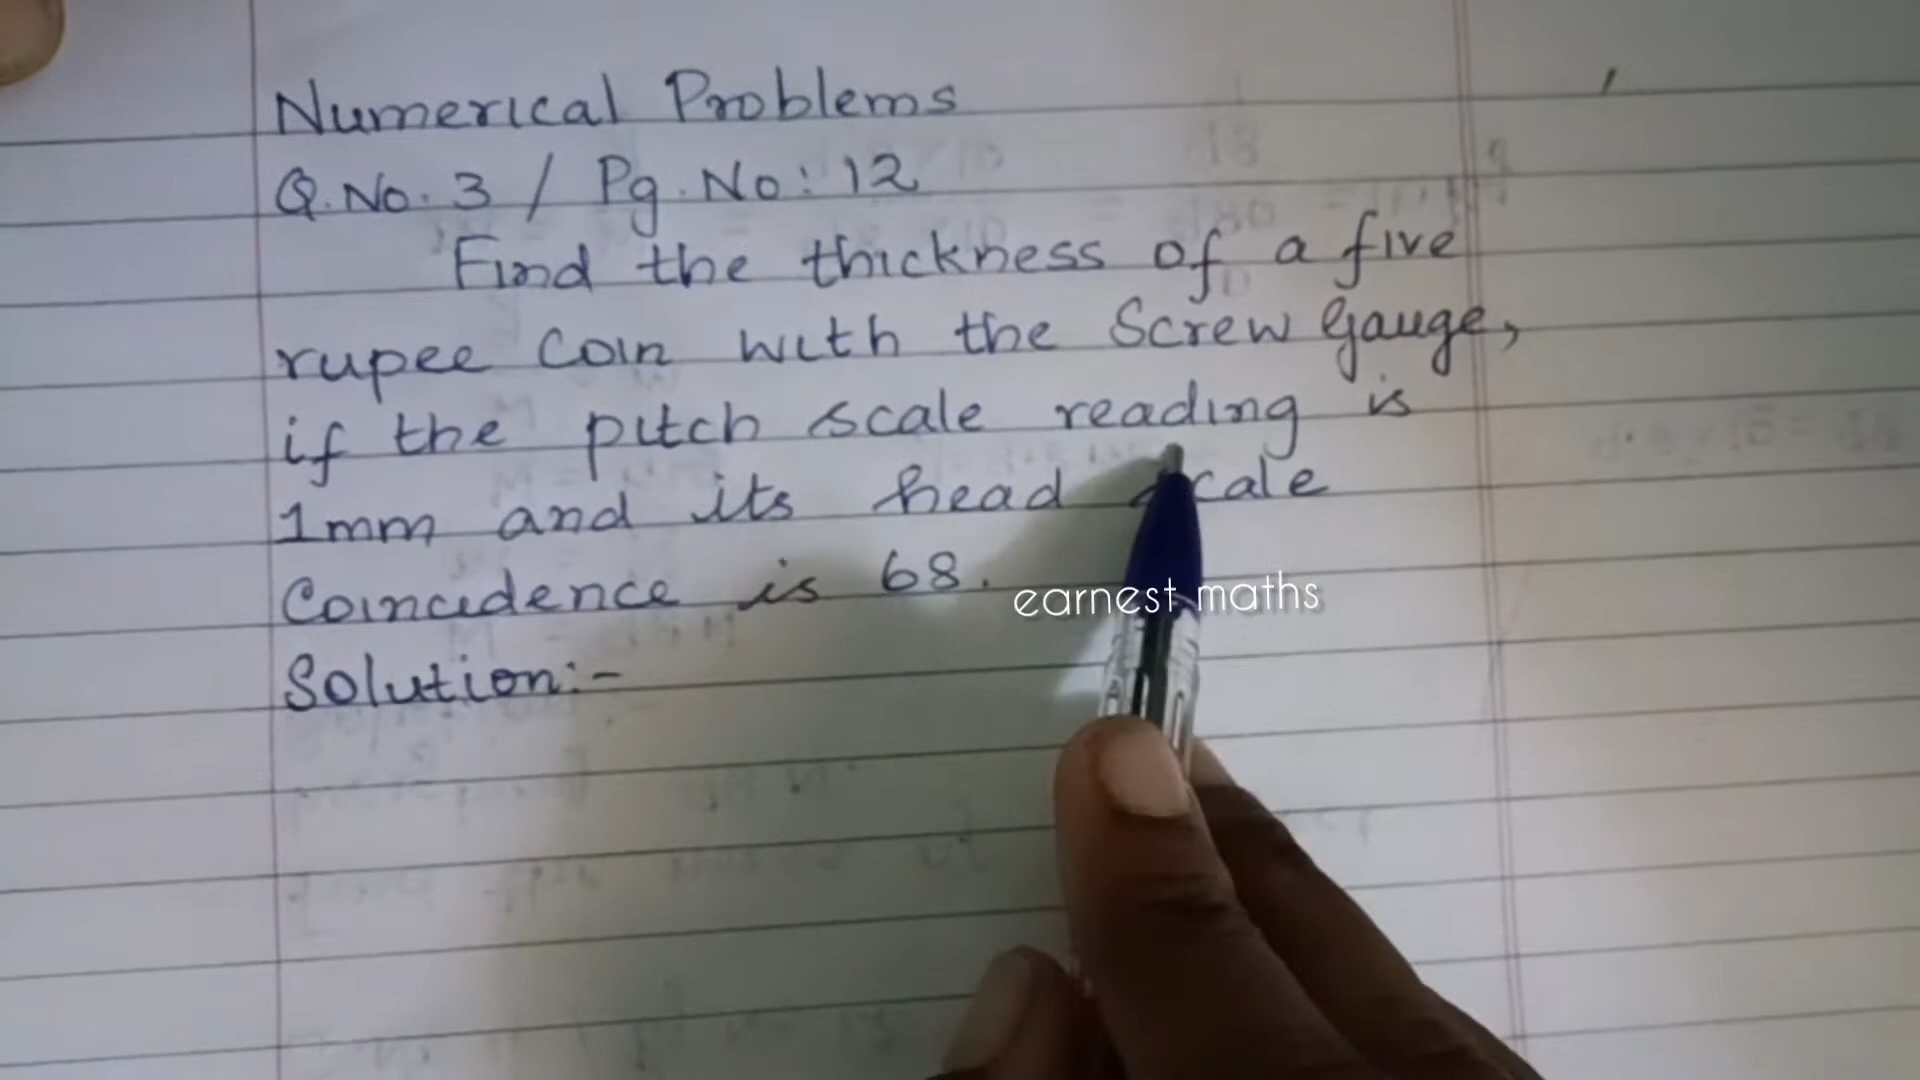 Numerical Problems
Q.No. 3 / Pg.No: 12
Find the thickness of a five
rupee coin with the Screw Gauge,
if the pitch scale reading is
1mm and its head scale
Coincidence is 68.
earnest maths
Solution:-